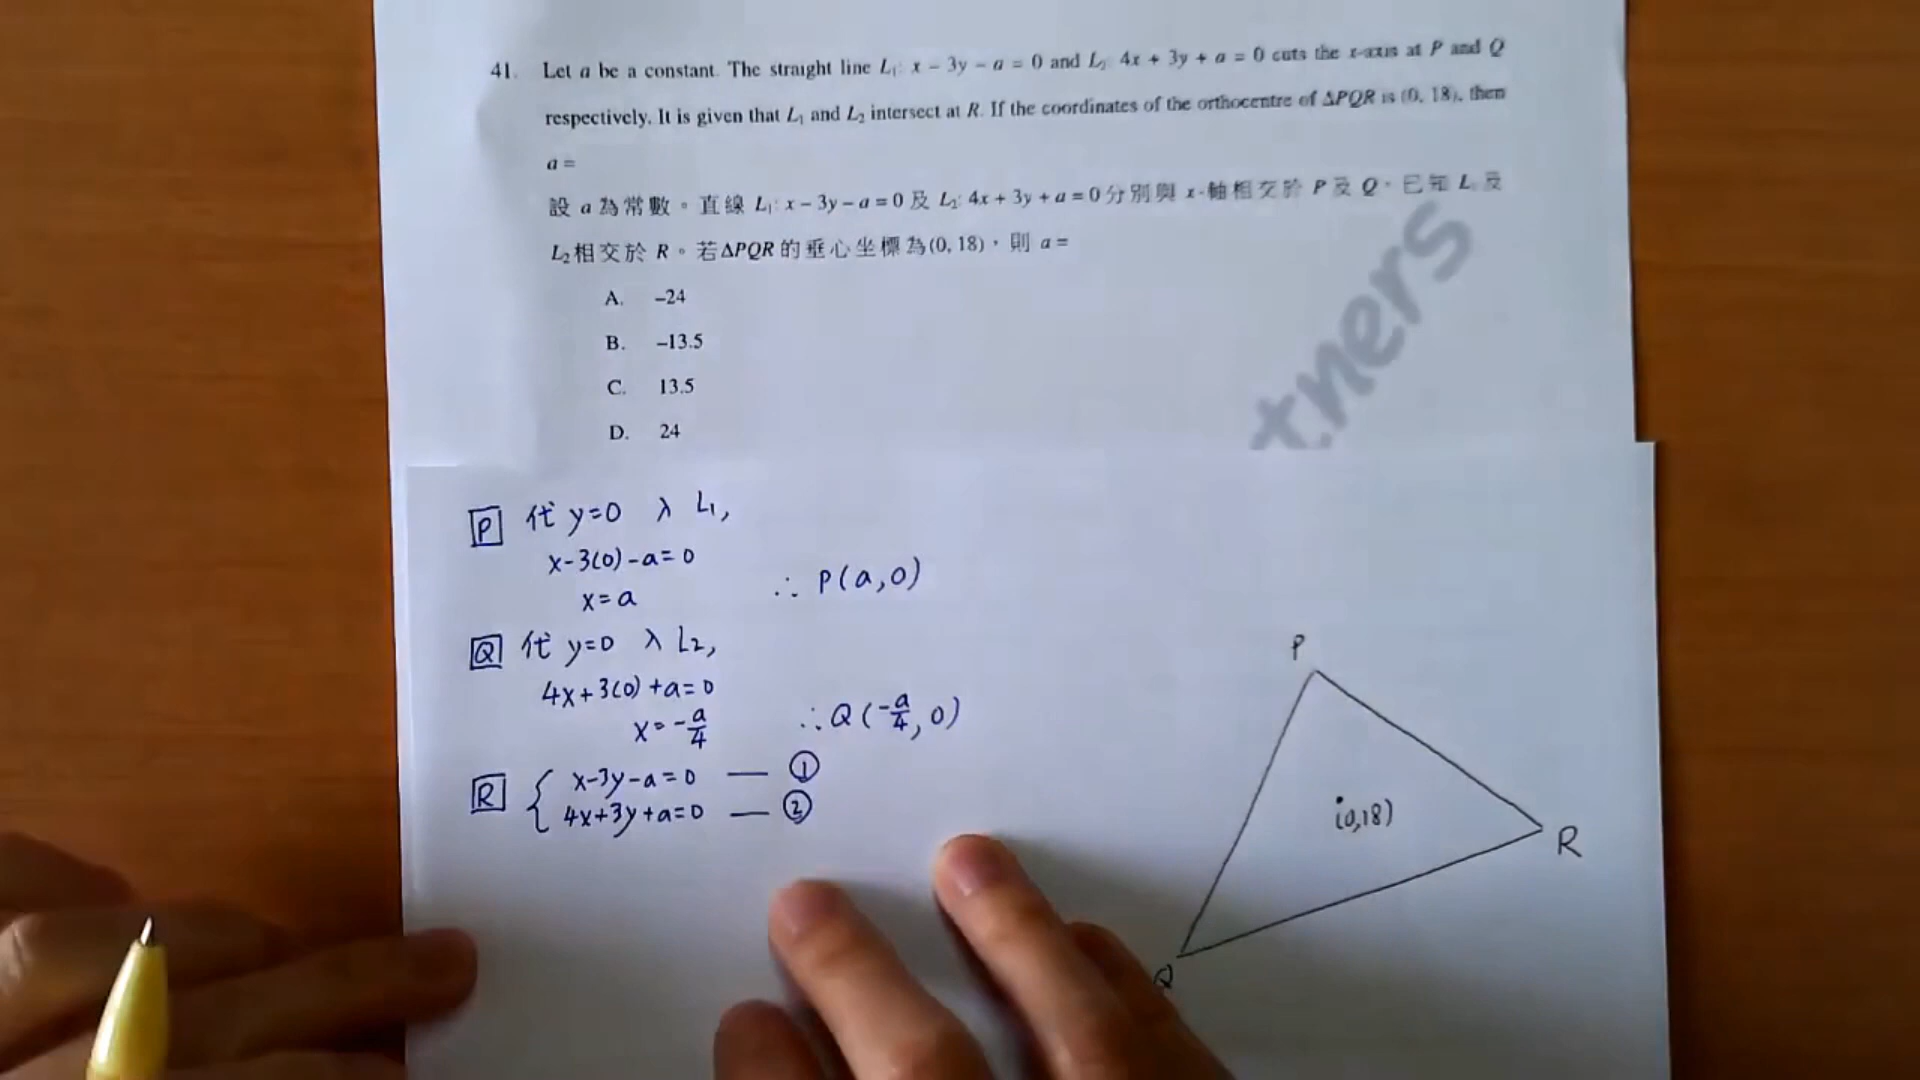 41. Let a be a constant. The straight line L₁: x − 3y − a = 0 and L₂: 4x + 3y + a = 0 cuts the x-axis at P and Q
respectively. It is given that L₁ and L₂ intersect at R. If the coordinates of the orthocentre of ΔPQR is (0, 18), then
a =
設 a 為常數。直線 L₁: x − 3y − a = 0 及 L₂: 4x + 3y + a = 0 分別與 x-軸相交於 P 及 Q。已知 L₁ 及
L₂ 相交於 R。若 ΔPQR 的垂心坐標為 (0, 18)，則 a =
A. −24
B. −13.5
C. 13.5
D. 24
tners
P 代 y=0 入 L₁,
x-3(0)-a=0
x=a ∴ P(a,0)
Q 代 y=0 入 L₂,
4x+3(0)+a=0
x=-a/4 ∴ Q(-a/4, 0)
R { x-3y-a=0 — ①
4x+3y+a=0 — ②
P
(0,18)
R
Q